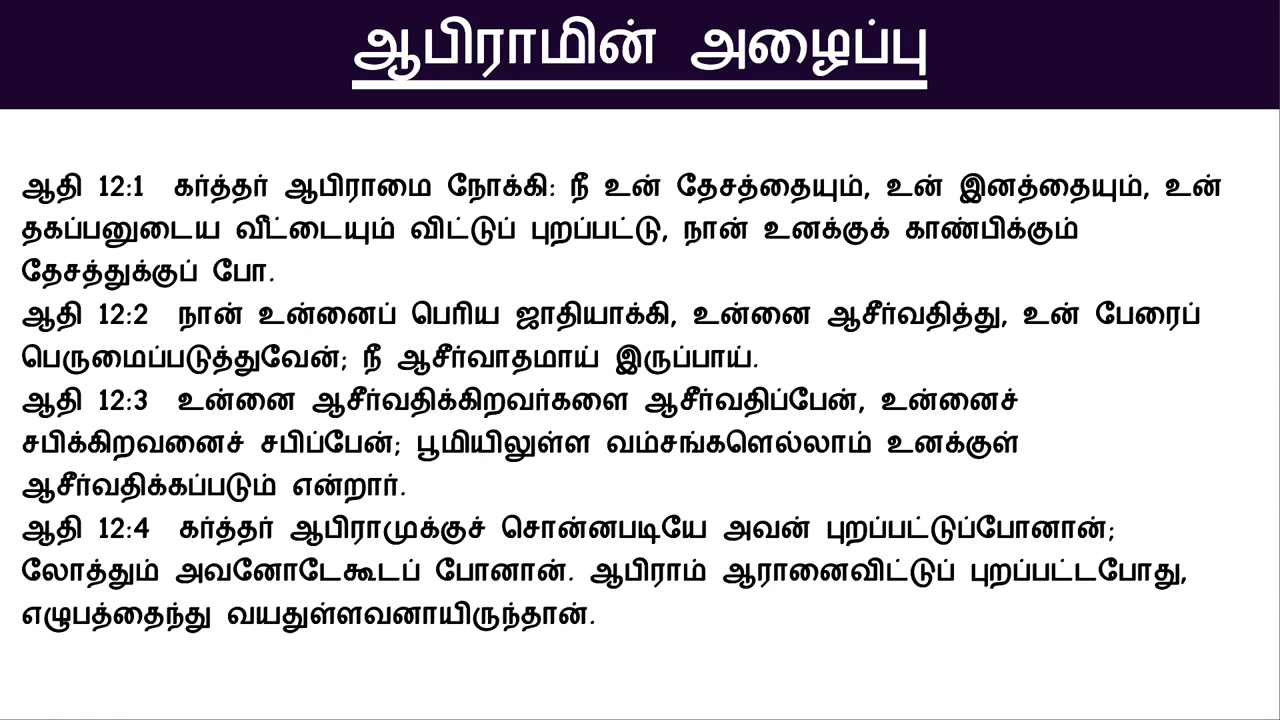 ஆபிராமின் அழைப்பு
ஆதி 12:1 கர்த்தர் ஆபிராமை நோக்கி: நீ உன் தேசத்தையும், உன் இனத்தையும், உன்
தகப்பனுடைய வீட்டையும் விட்டுப் புறப்பட்டு, நான் உனக்குக் காண்பிக்கும்
தேசத்துக்குப் போ.
ஆதி 12:2 நான் உன்னைப் பெரிய ஜாதியாக்கி, உன்னை ஆசீர்வதித்து, உன் பேரைப்
பெருமைப்படுத்துவேன்; நீ ஆசீர்வாதமாய் இருப்பாய்.
ஆதி 12:3 உன்னை ஆசீர்வதிக்கிறவர்களை ஆசீர்வதிப்பேன், உன்னைச்
சபிக்கிறவனைச் சபிப்பேன்; பூமியிலுள்ள வம்சங்களெல்லாம் உனக்குள்
ஆசீர்வதிக்கப்படும் என்றார்.
ஆதி 12:4 கர்த்தர் ஆபிராமுக்குச் சொன்னபடியே அவன் புறப்பட்டுப்போனான்;
லோத்தும் அவனோடேகூடப் போனான். ஆபிராம் ஆரானைவிட்டுப் புறப்பட்டபோது,
எழுபத்தைந்து வயதுள்ளவனாயிருந்தான்.